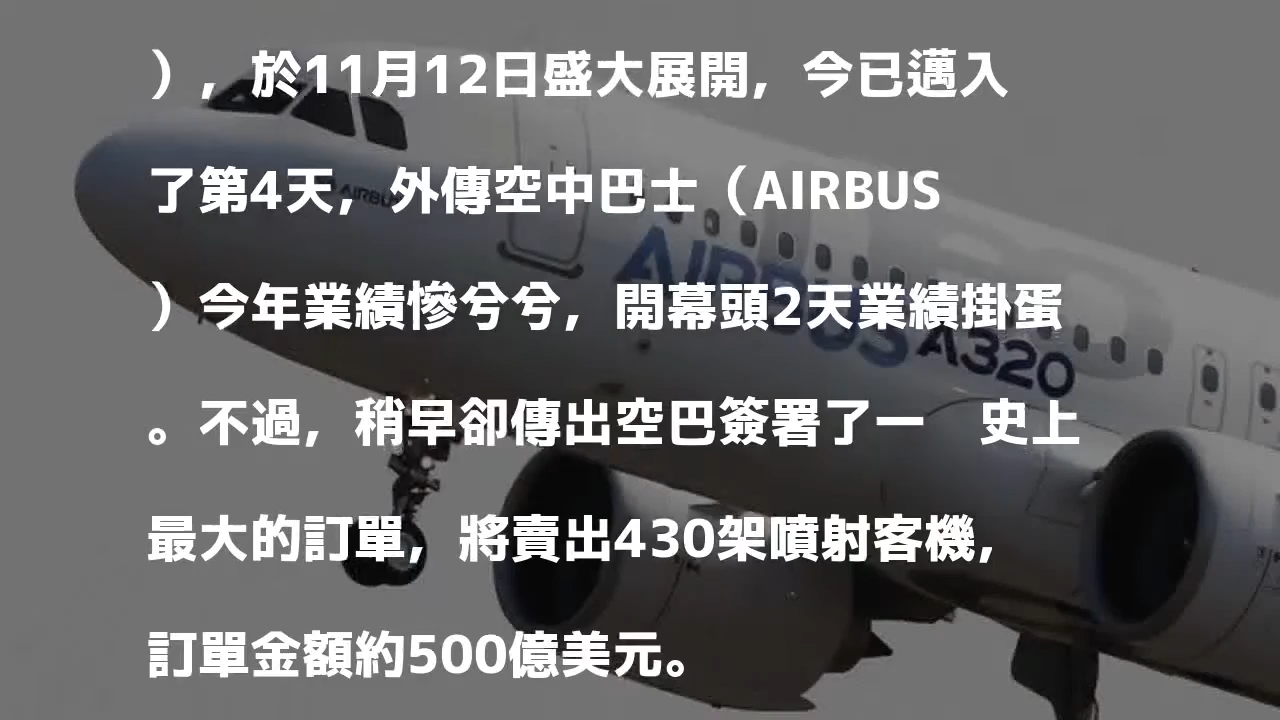 ），於11月12日盛大展開，今已邁入
了第4天，外傳空中巴士（AIRBUS
）今年業績慘兮兮，開幕頭2天業績掛蛋
。不過，稍早卻傳出空巴簽署了一　史上
最大的訂單，將賣出430架噴射客機，
訂單金額約500億美元。
AIRBUS
AIRBUS A320